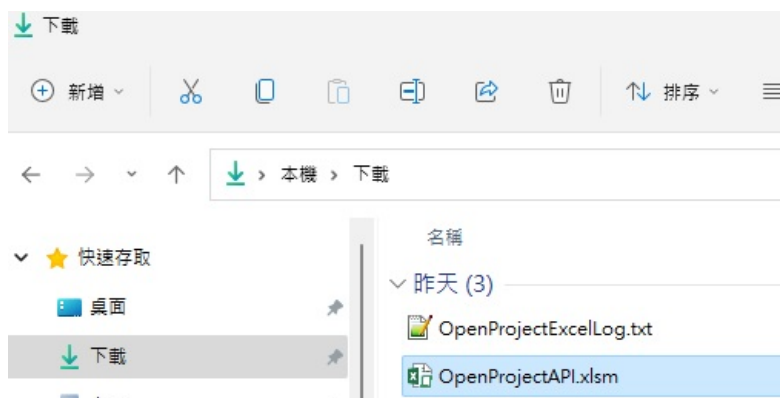 下載
新增
排序
本機 > 下載
名稱
快速存取
昨天 (3)
桌面
OpenProjectExcelLog.txt
下載
OpenProjectAPI.xlsm